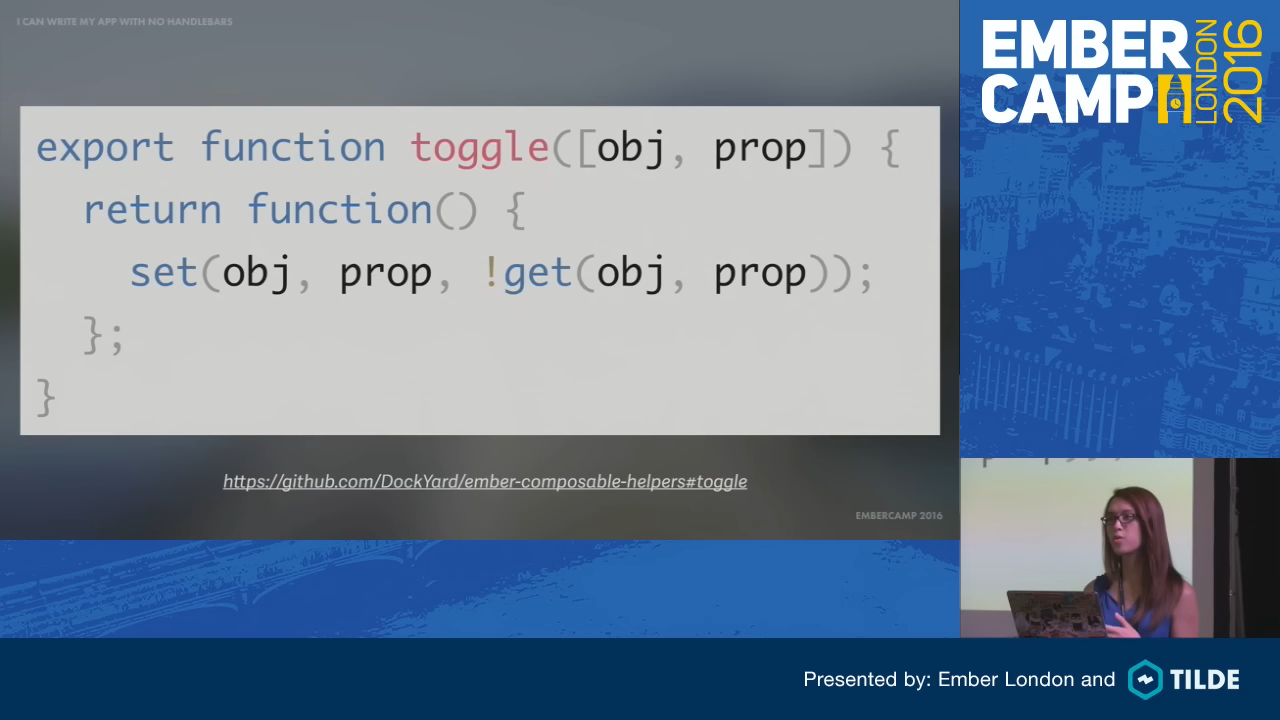 I CAN WRITE MY APP WITH NO HANDLEBARS
export function toggle([obj, prop]) {
return function() {
set(obj, prop, !get(obj, prop));
};
}
https://github.com/DockYard/ember-composable-helpers#toggle
EMBERCAMP 2016
EMBER
CAMP
LONDON
2016
Presented by: Ember London and TILDE